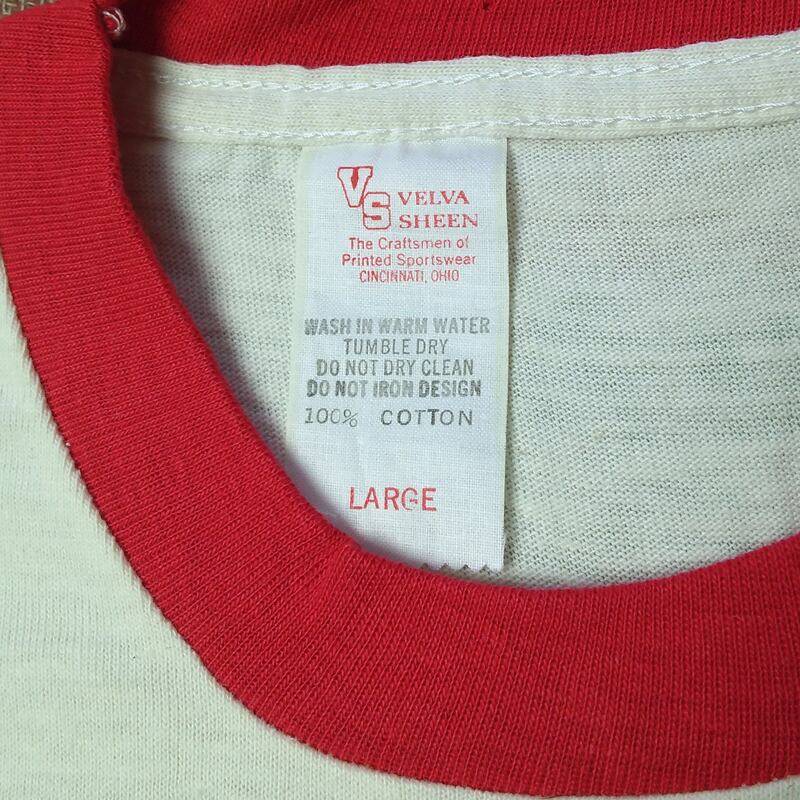 VS VELVA
SHEEN
The Craftsmen of
Printed Sportswear
CINCINNATI, OHIO
WASH IN WARM WATER
TUMBLE DRY
DO NOT DRY CLEAN
DO NOT IRON DESIGN
100% COTTON
LARGE